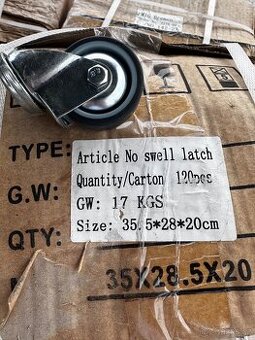 TYPE:
Article No swell latch
Quantity/Carton 120pcs
G.W:
GW: 17 KGS
QTY:
Size: 35.5*28*20cm
35X28.5X20